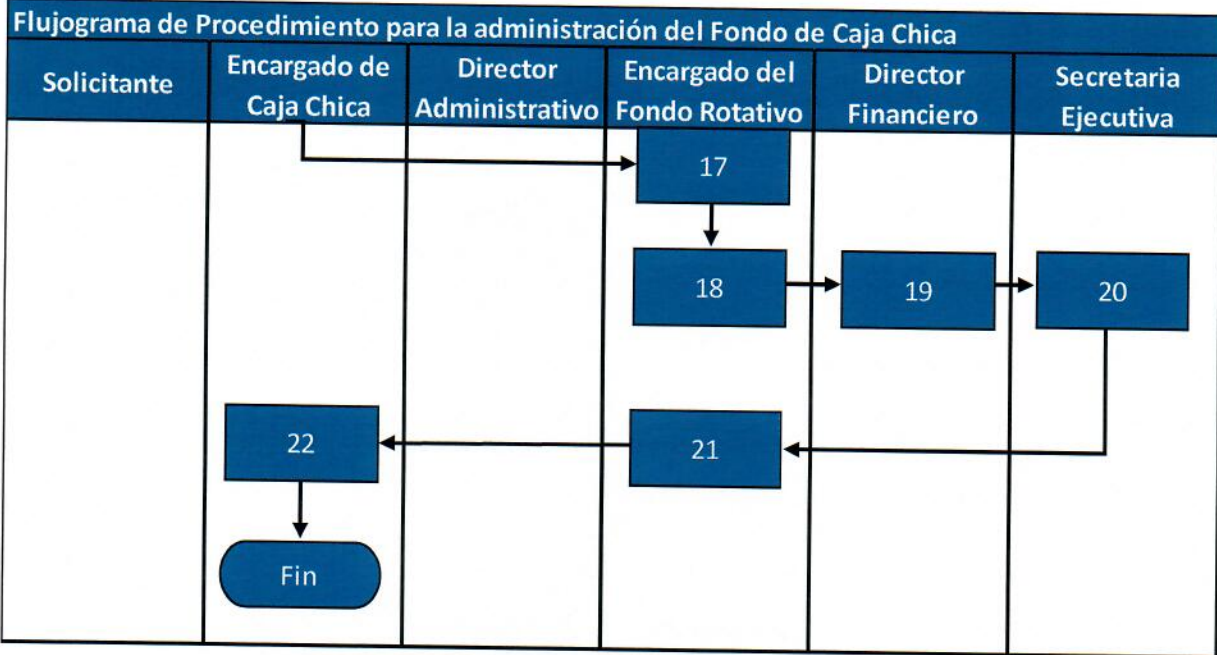 Flujograma de Procedimiento para la administración del Fondo de Caja Chica
Solicitante
Encargado de
Caja Chica
Director
Administrativo
Encargado del
Fondo Rotativo
Director
Financiero
Secretaria
Ejecutiva
17
18
19
20
22
21
Fin